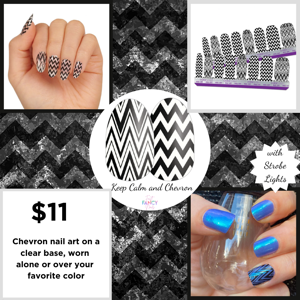 Keep Calm and Chevron
FANCY
with
Strobe
Lights
$11
Chevron nail art on a
clear base, worn
alone or over your
favorite color